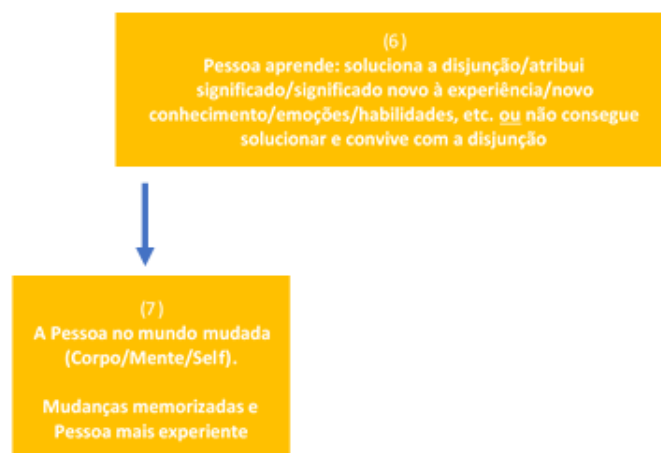 (6)
Pessoa aprende: soluciona a disjunção/atribui
significado/significado novo à experiência/novo
conhecimento/emoções/habilidades, etc. ou não consegue
solucionar e convive com a disjunção
(7)
A Pessoa no mundo mudada
(Corpo/Mente/Self).
Mudanças memorizadas e
Pessoa mais experiente